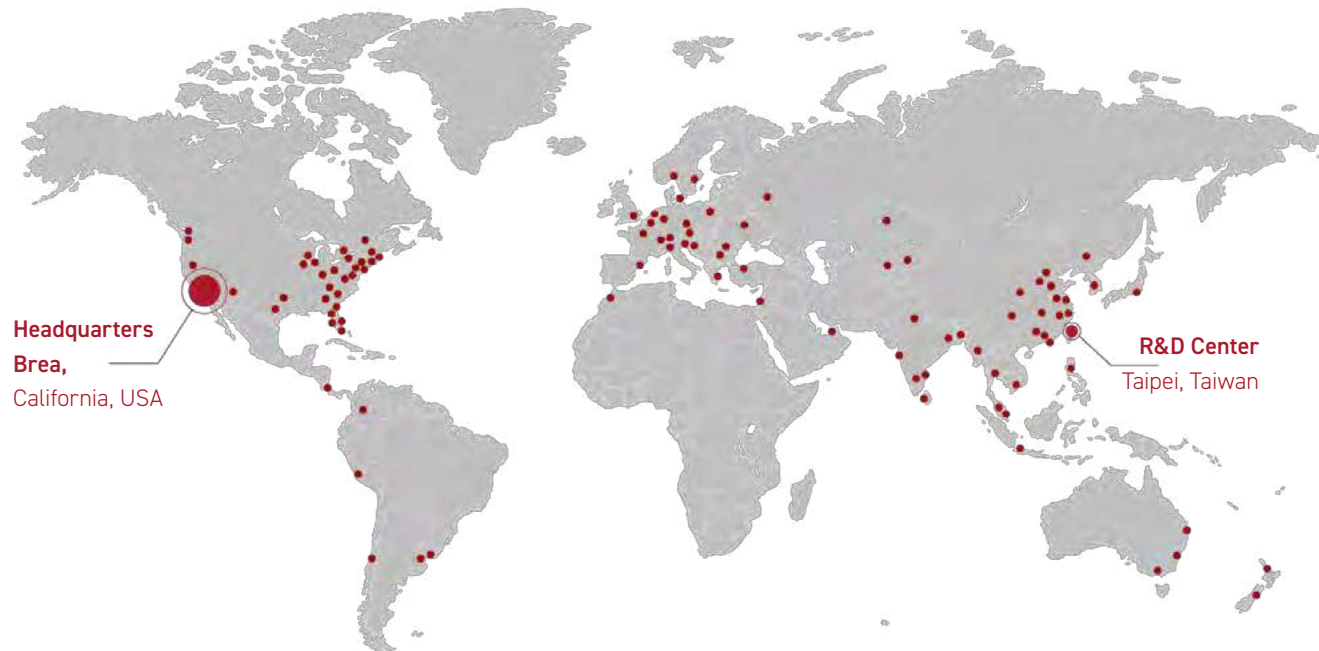 Headquarters
Brea,
California, USA
R&D Center
Taipei, Taiwan